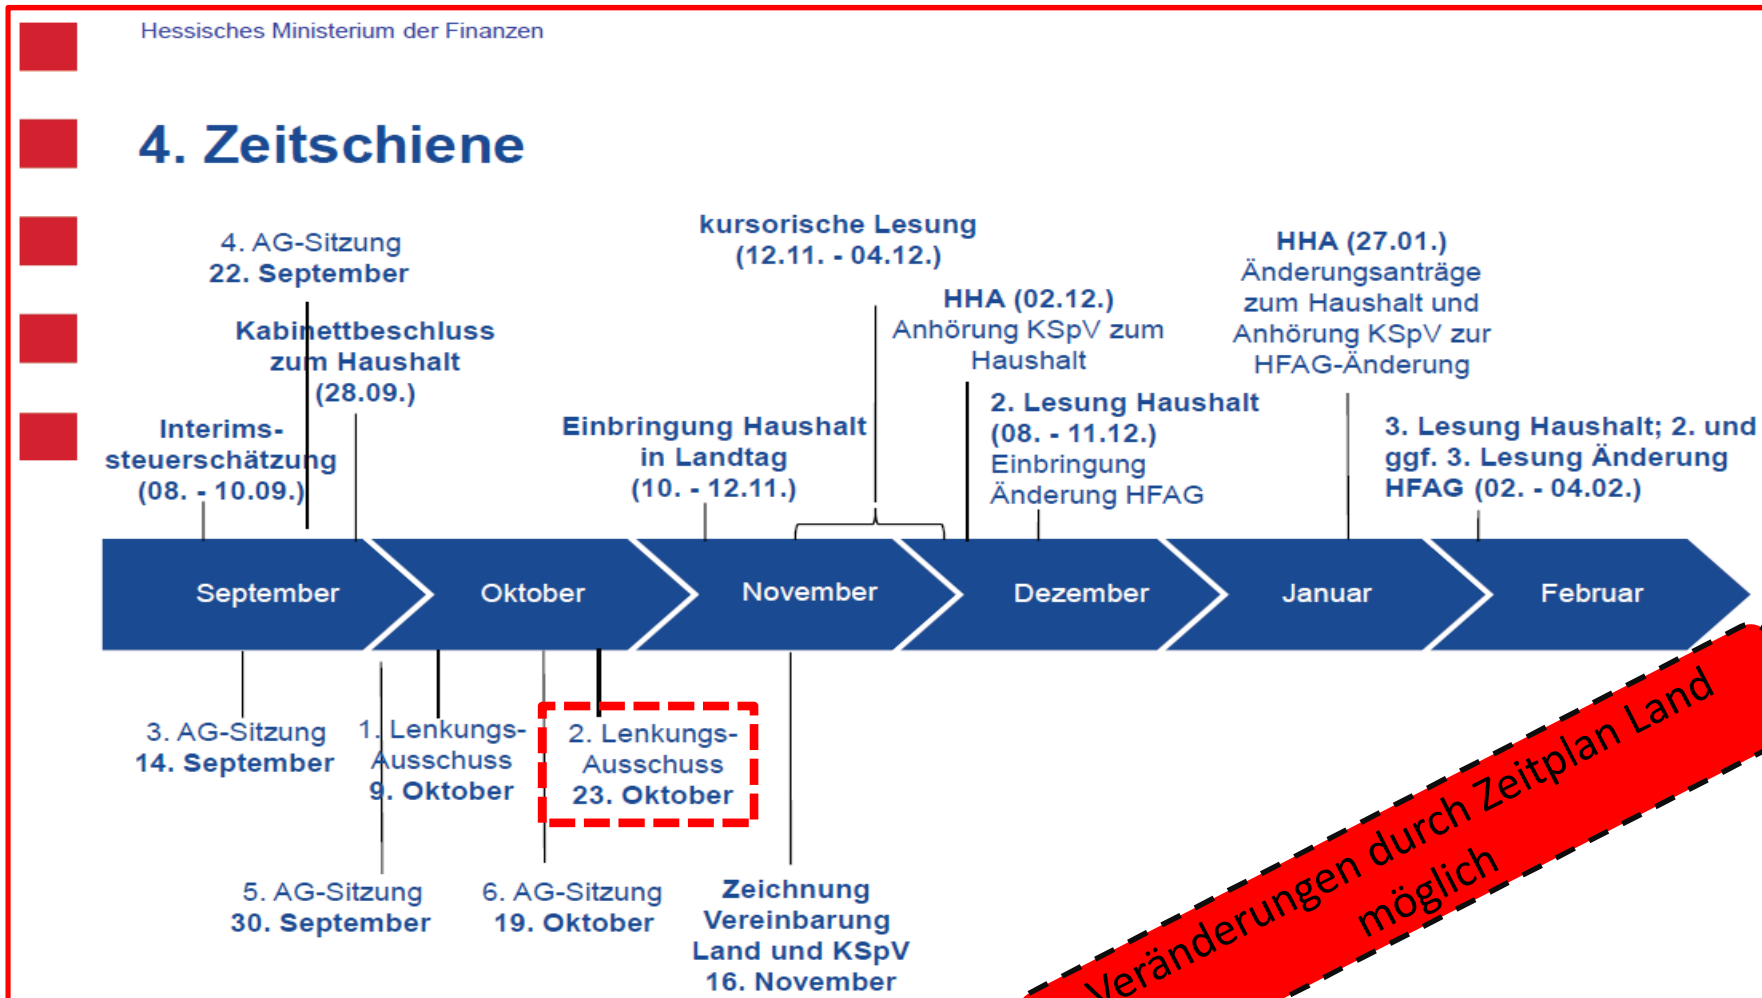 Hessisches Ministerium der Finanzen
4. Zeitschiene
4. AG-Sitzung
22. September
Kabinettbeschluss
zum Haushalt
(28.09.)
Interims-
steuerschätzung
(08. - 10.09.)
kursorische Lesung
(12.11. - 04.12.)
Einbringung Haushalt
in Landtag
(10. - 12.11.)
HHA (02.12.)
Anhörung KSpV zum
Haushalt
2. Lesung Haushalt
(08. - 11.12.)
Einbringung
Änderung HFAG
HHA (27.01.)
Änderungsanträge
zum Haushalt und
Anhörung KSpV zur
HFAG-Änderung
3. Lesung Haushalt; 2. und
ggf. 3. Lesung Änderung
HFAG (02. - 04.02.)
September
Oktober
November
Dezember
Januar
Februar
3. AG-Sitzung
14. September
1. Lenkungs-
Ausschuss
9. Oktober
2. Lenkungs-
Ausschuss
23. Oktober
5. AG-Sitzung
30. September
6. AG-Sitzung
19. Oktober
Zeichnung
Vereinbarung
Land und KSpV
16. November
Veränderungen durch Zeitplan Land
möglich